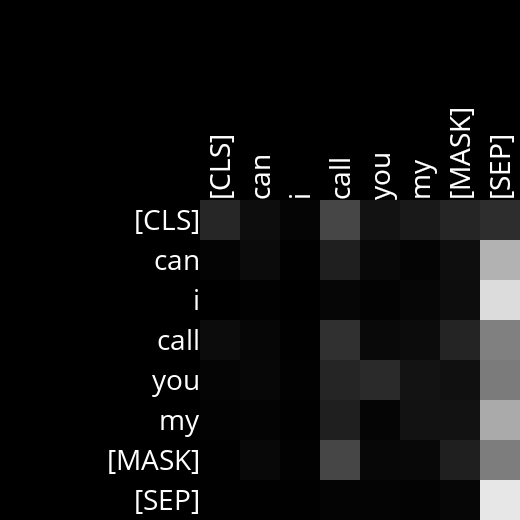 [CLS] can i call you my [MASK] [SEP]
[CLS]
can
i
call
you
my
[MASK]
[SEP]